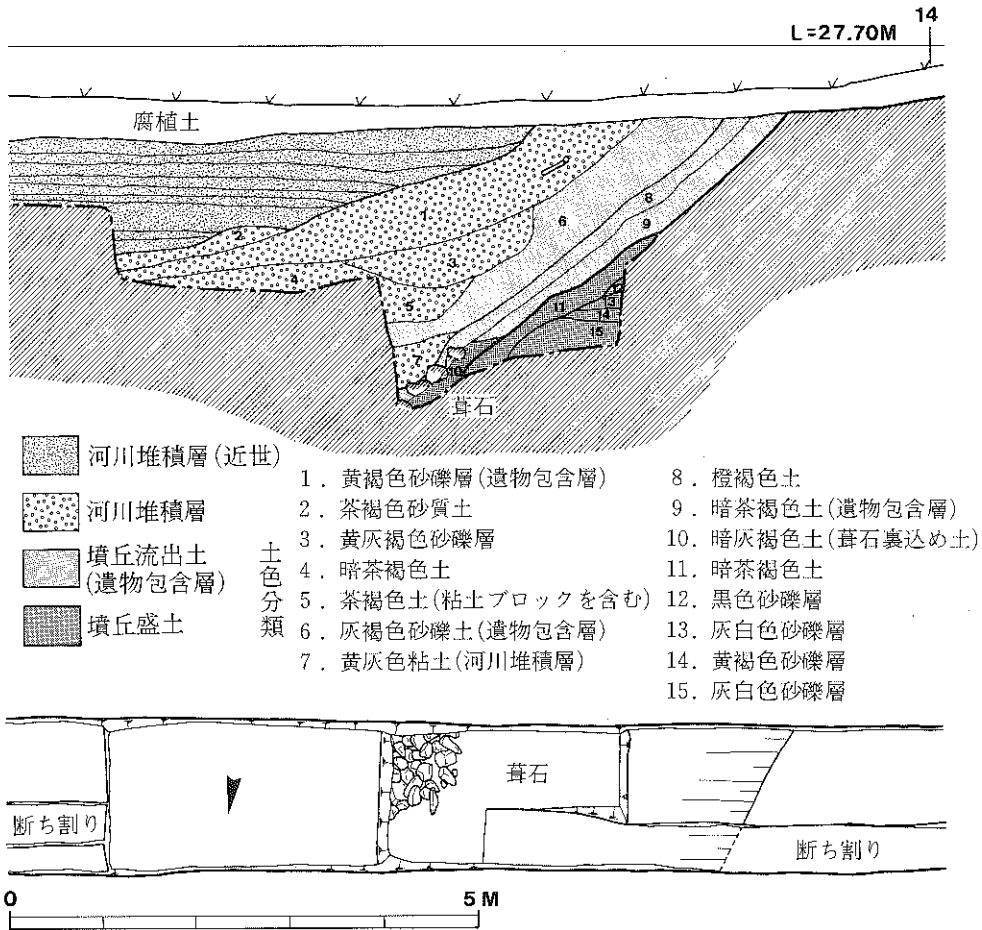 14
L=27.70M
腐植土
1
2
3
4
5
6
7
8
9
10
11
12
13
14
15
葺石
河川堆積層(近世)
河川堆積層
墳丘流出土
(遺物包含層)
墳丘盛土
土色分類
1. 黄褐色砂礫層(遺物包含層)
2. 茶褐色砂質土
3. 黄灰褐色砂礫層
4. 暗茶褐色土
5. 茶褐色土(粘土ブロックを含む)
6. 灰褐色砂礫土(遺物包含層)
7. 黄灰色粘土(河川堆積層)
8. 橙褐色土
9. 暗茶褐色土(遺物包含層)
10. 暗灰褐色土(葺石裏込め土)
11. 暗茶褐色土
12. 黒色砂礫層
13. 灰白色砂礫層
14. 黄褐色砂礫層
15. 灰白色砂礫層
葺石
断ち割り
断ち割り
0
5 M